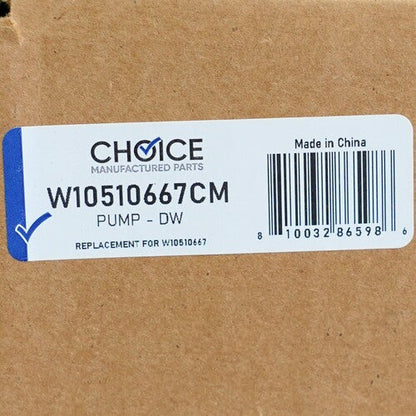 CHOICE
MANUFACTURED PARTS
W10510667CM
PUMP - DW
REPLACEMENT FOR W10510667
Made in China
8 10032 86598 6